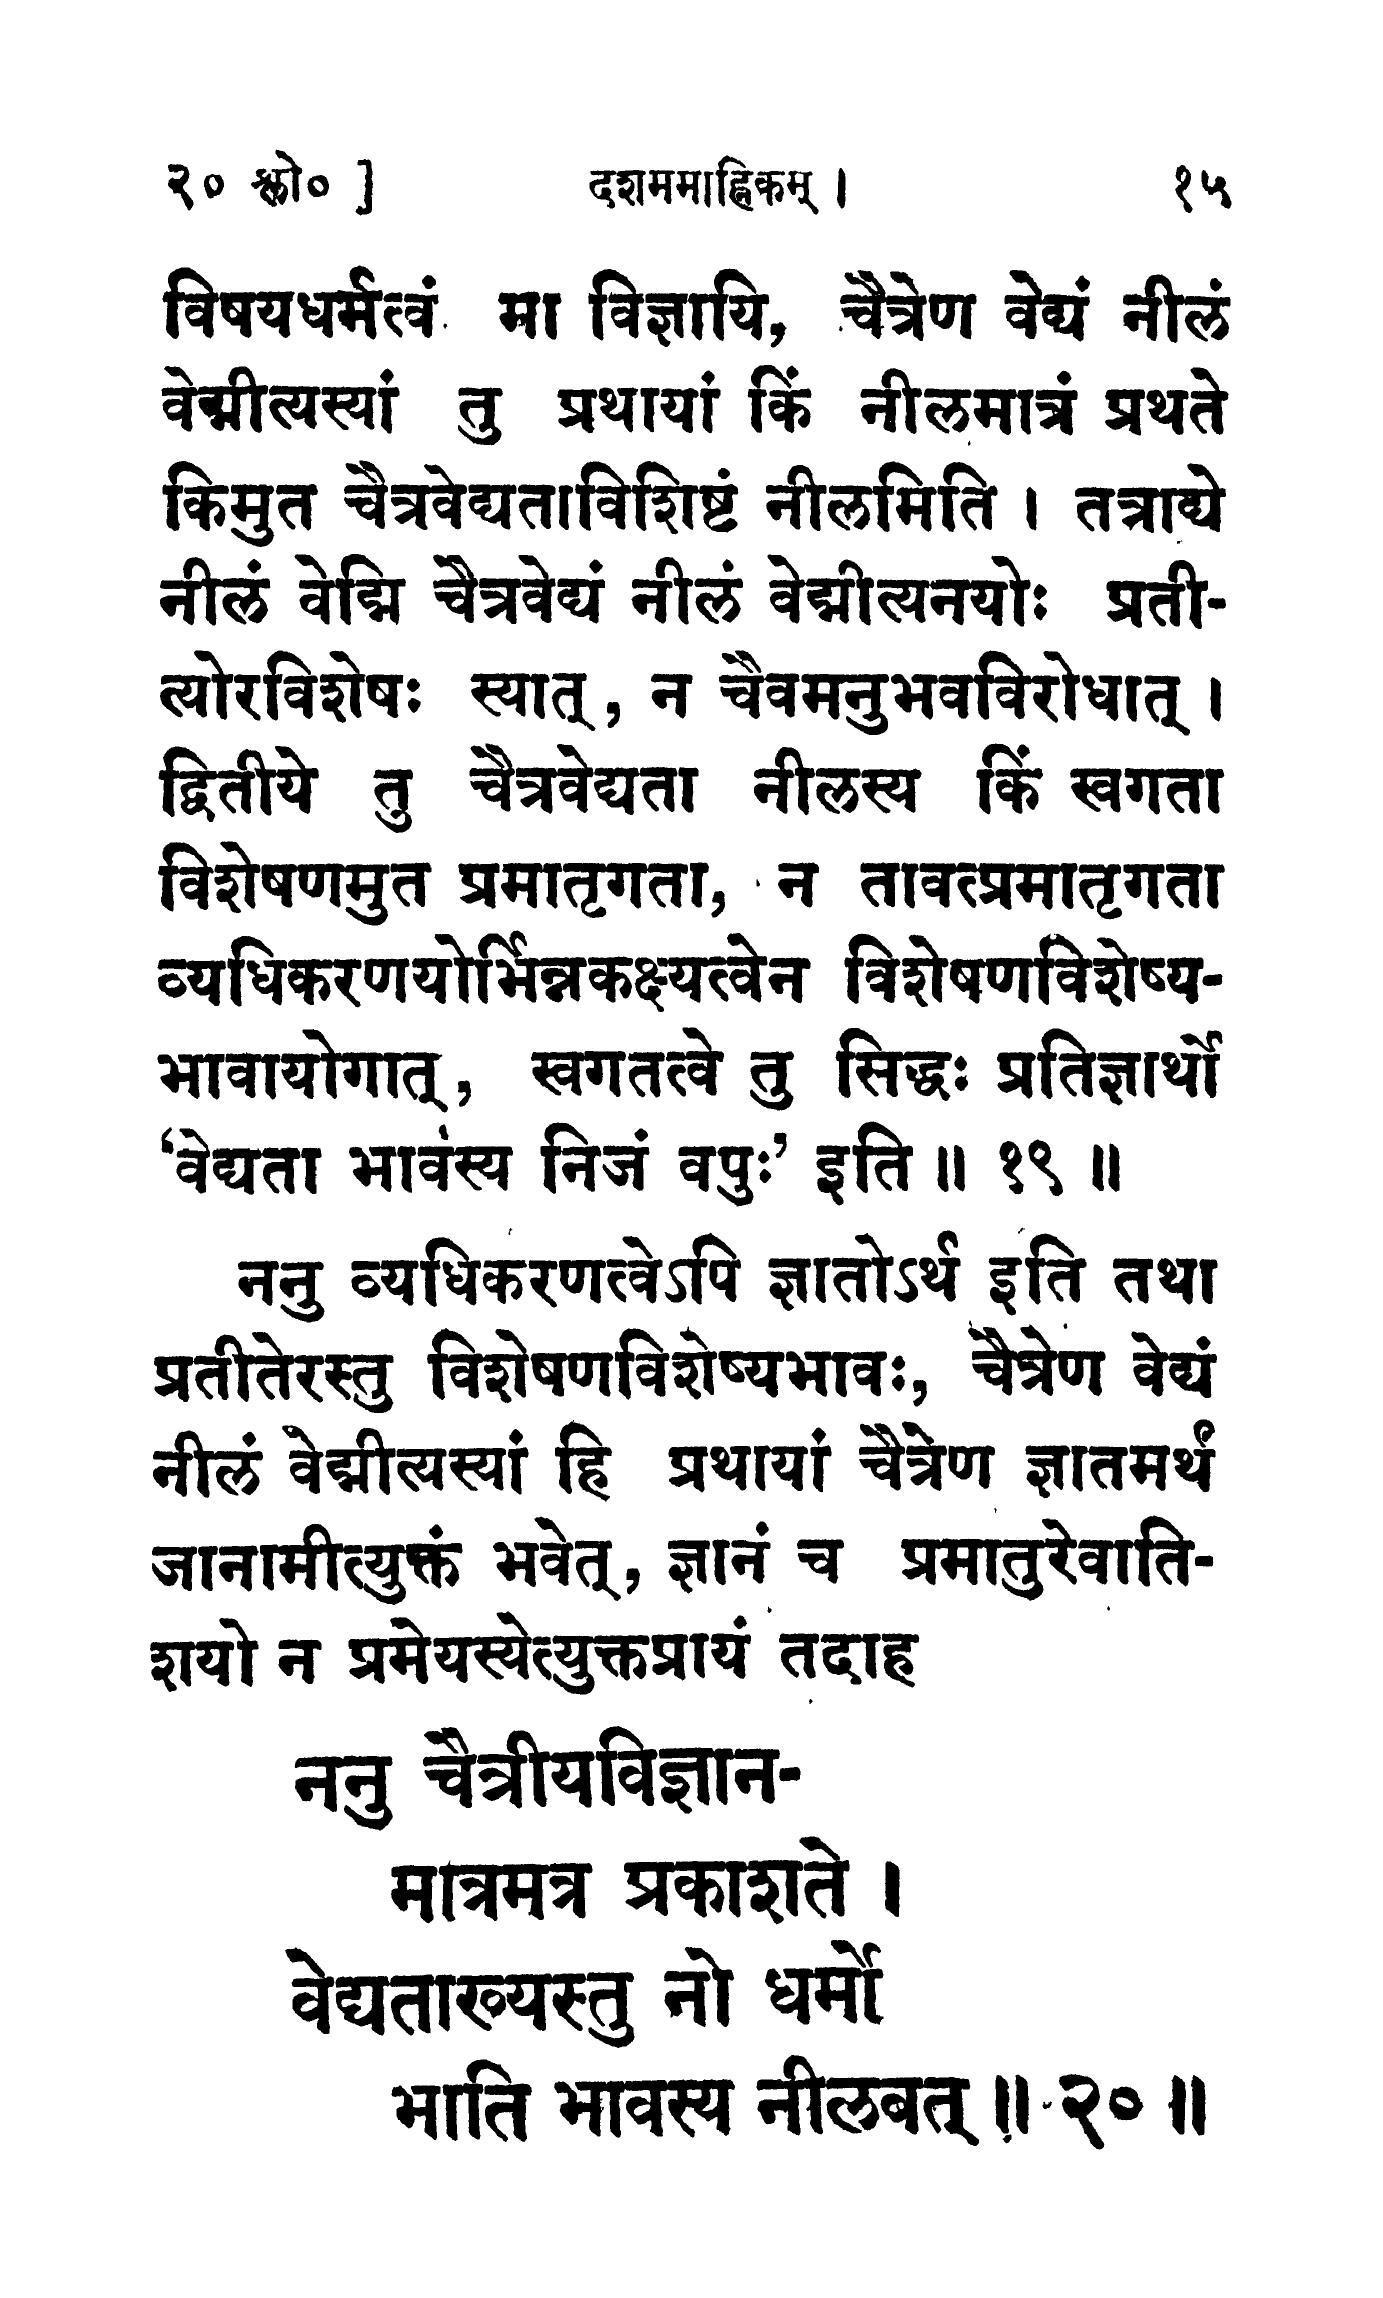 २० श्लो० ]
दशममाह्निकम् ।
१५
विषयधर्मत्वं मा विज्ञायि, चैत्रेण वेद्यं नीलं
वेद्मीत्यस्यां तु प्रथायां किं नीलमात्रं प्रथते
किमुत चैत्रवेद्यताविशिष्टं नीलमिति । तत्राद्ये
नीलं वेद्मि चैत्रवेद्यं नीलं वेद्मीत्यनयोः प्रती-
त्योरविशेषः स्यात् , न चैवमनुभवविरोधात् ।
द्वितीये तु चैत्रवेद्यता नीलस्य किं स्वगता
विशेषणमुत प्रमातृगता, न तावत्प्रमातृगता
व्यधिकरणयोर्भिन्नकक्ष्यत्वेन विशेषणविशेष्य-
भावायोगात् , स्वगतत्वे तु सिद्धः प्रतिज्ञार्थो
‘वेद्यता भावस्य निजं वपुः’ इति ॥ १९ ॥
ननु व्यधिकरणत्वेऽपि ज्ञातोऽर्थ इति तथा
प्रतीतेरस्तु विशेषणविशेष्यभावः, चैत्रेण वेद्यं
नीलं वेद्मीत्यस्यां हि प्रथायां चैत्रेण ज्ञातमर्थं
जानामीत्युक्तं भवेत् , ज्ञानं च प्रमातुरेवाति-
शयो न प्रमेयस्येत्युक्तप्रायं तदाह
ननु चैत्रीयविज्ञान-
मात्रमत्र प्रकाशते ।
वेद्यताख्यस्तु नो धर्मो
भाति भावस्य नीलवत् ॥ २० ॥